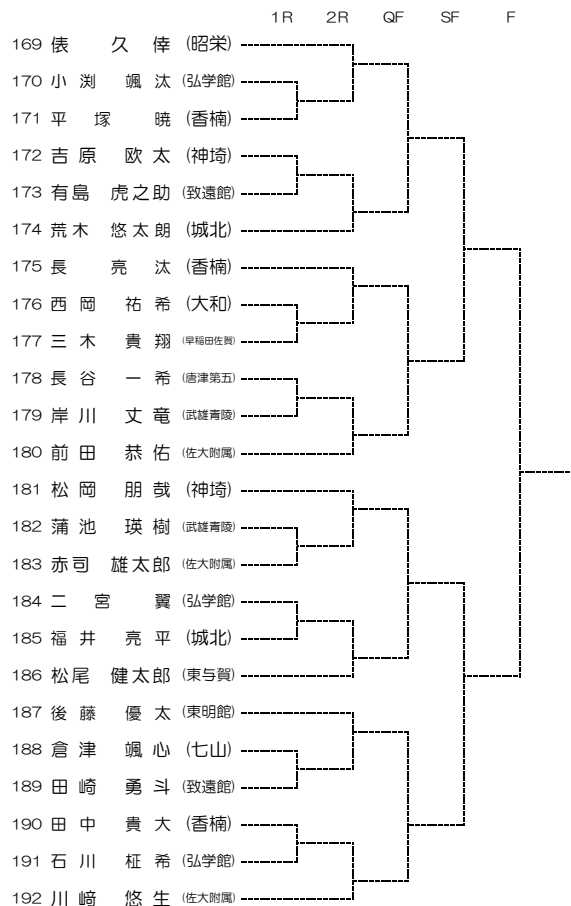 1R 2R QF SF F
169 俵 久 倖 (昭栄)
170 小 渕 颯 汰 (弘学館)
171 平 塚 暁 (香楠)
172 吉 原 欧 太 (神埼)
173 有島 虎之助 (致遠館)
174 荒木 悠太朗 (城北)
175 長 亮 汰 (香楠)
176 西 岡 祐 希 (大和)
177 三 木 貴 翔 (早稲田佐賀)
178 長 谷 一 希 (唐津第五)
179 岸 川 丈 竜 (武雄青陵)
180 前 田 恭 佑 (佐大附属)
181 松 岡 朋 哉 (神埼)
182 蒲 池 瑛 樹 (武雄青陵)
183 赤司 雄太郎 (佐大附属)
184 二 宮 翼 (弘学館)
185 福 井 亮 平 (城北)
186 松尾 健太郎 (東与賀)
187 後 藤 優 太 (東明館)
188 倉 津 颯 心 (七山)
189 田 崎 勇 斗 (致遠館)
190 田 中 貴 大 (香楠)
191 石 川 柾 希 (弘学館)
192 川 﨑 悠 生 (佐大附属)